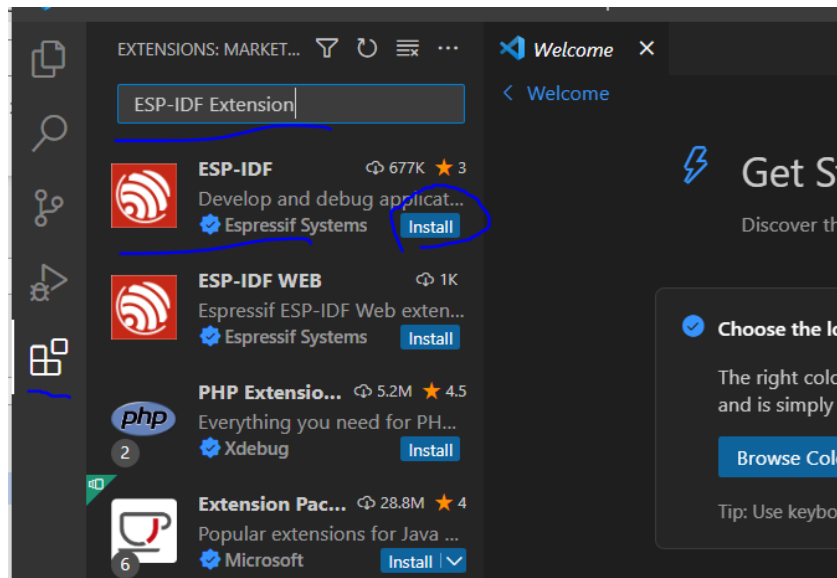 EXTENSIONS: MARKET...
Welcome
ESP-IDF Extension
Welcome
ESP-IDF 677K 3
Develop and debug applicat...
Espressif Systems Install
ESP-IDF WEB 1K
Espressif ESP-IDF Web exten...
Espressif Systems Install
PHP Extensio... 5.2M 4.5
php
Everything you need for PH...
2 Xdebug Install
Extension Pac... 28.8M 4
Popular extensions for Java ...
6 Microsoft Install
Get S
Discover th
Choose the l
The right colo
and is simply
Browse Col
Tip: Use keybo